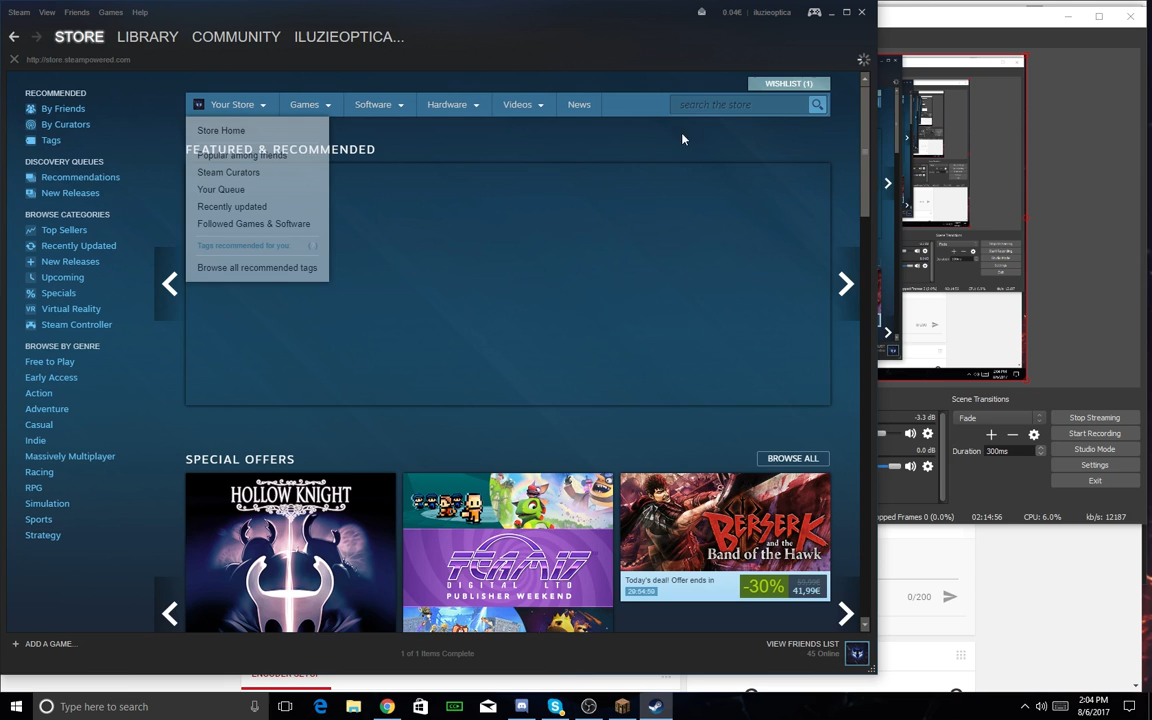 Steam View Friends Games Help
0.04€ iluzieoptica
STORE LIBRARY COMMUNITY ILUZIEOPTICA...
http://store.steampowered.com
WISHLIST (1)
Your Store Games Software Hardware Videos News search the store
RECOMMENDED
By Friends
By Curators
Tags
DISCOVERY QUEUES
Recommendations
New Releases
BROWSE CATEGORIES
Top Sellers
Recently Updated
New Releases
Upcoming
Specials
VR Virtual Reality
Steam Controller
BROWSE BY GENRE
Free to Play
Early Access
Action
Adventure
Casual
Indie
Massively Multiplayer
Racing
RPG
Simulation
Sports
Strategy
Store Home
FEATURED & RECOMMENDED
Popular among friends
Steam Curators
Your Queue
Recently updated
Followed Games & Software
Tags recommended for you:
Browse all recommended tags
SPECIAL OFFERS
BROWSE ALL
HOLLOW KNIGHT
TEAM17
DIGITAL LTD
PUBLISHER WEEKEND
BERSERK
and the
Band of the Hawk
Today's deal! Offer ends in
-30%
41,99€
+ ADD A GAME...
1 of 1 Items Complete
VIEW FRIENDS LIST
45 Online
Scene Transitions
-3.3 dB
Fade
0.0 dB
Duration 300ms
Stop Streaming
Start Recording
Studio Mode
Settings
Exit
opped Frames 0 (0.0%) 02:14:56 CPU: 6.0% kb/s: 12187
0/200
Type here to search
2:04 PM
8/6/2017